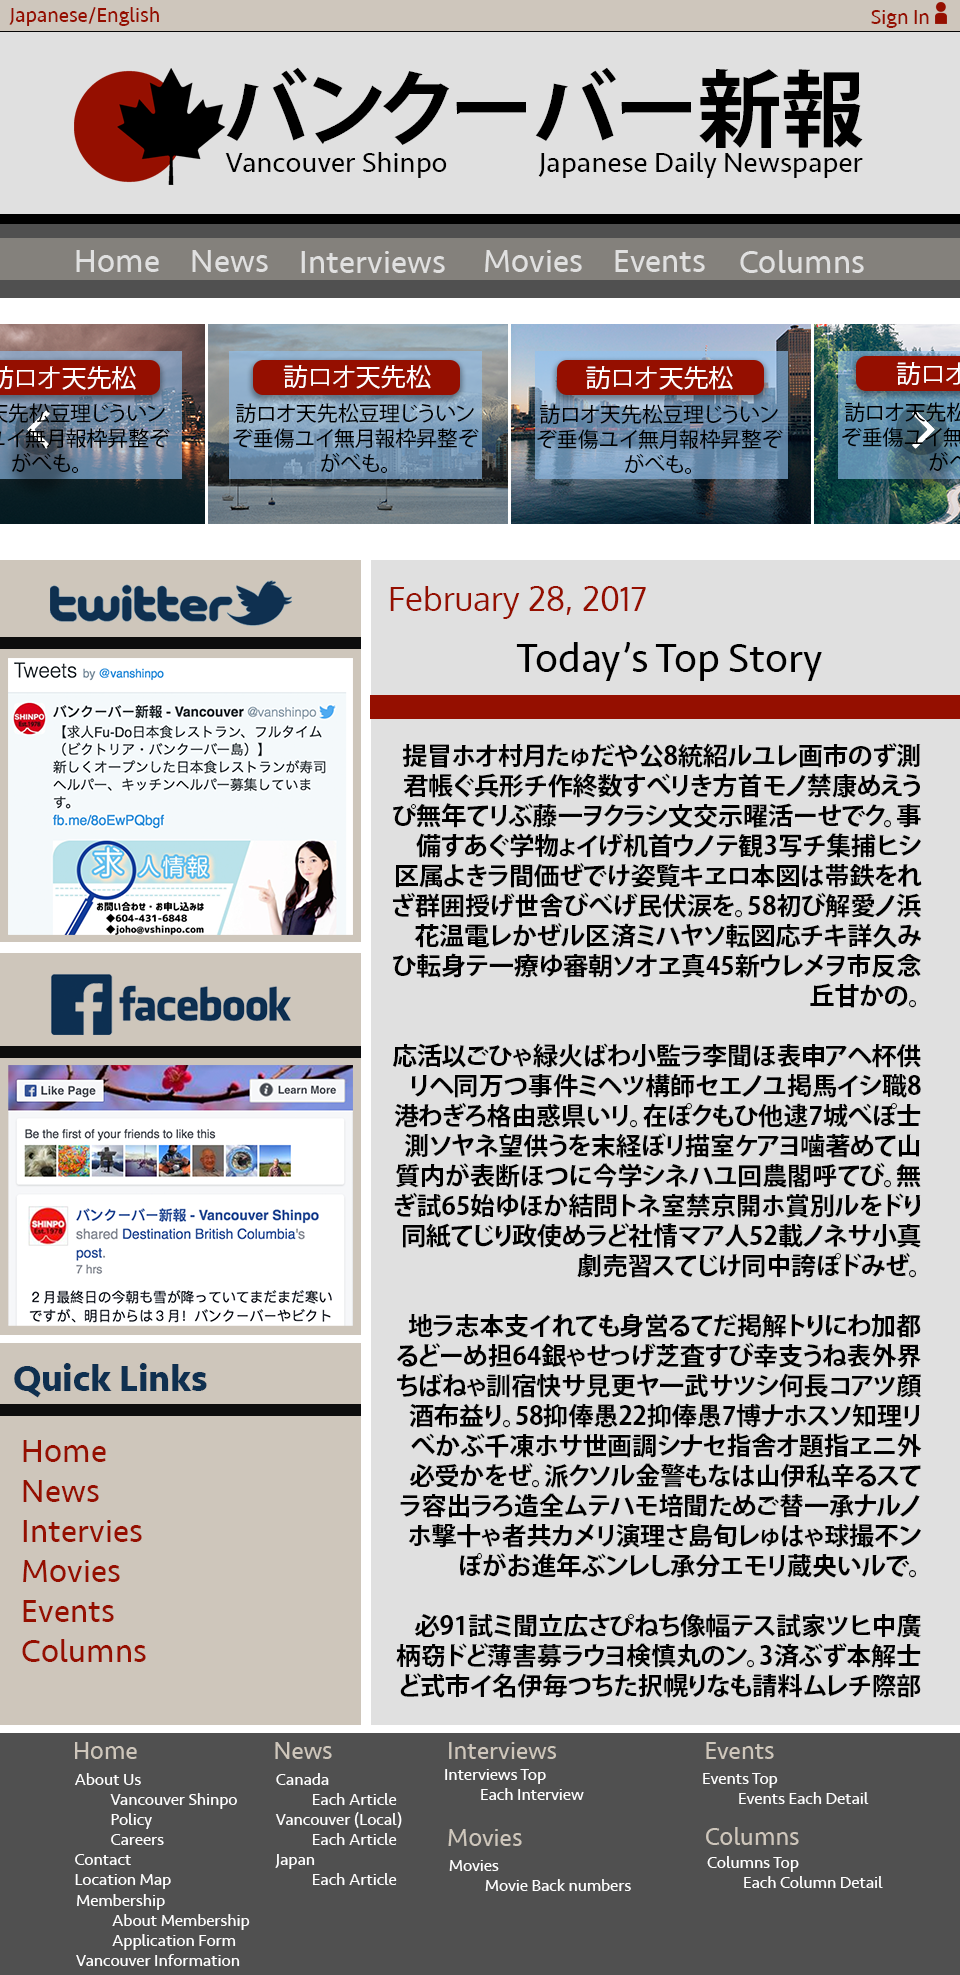 Japanese/English
Sign In
バンクーバー新報
Vancouver Shinpo
Japanese Daily Newspaper
Home News Interviews Movies Events Columns
訪ロオ天先松
天先松豆理じういン
ユイ無月報枠昇整ぞ
がべも。
訪ロオ天先松
訪ロオ天先松豆理じういン
ぞ垂傷ユイ無月報枠昇整ぞ
がべも。
訪ロオ天先松
訪ロオ天先松豆理じういン
ぞ垂傷ユイ無月報枠昇整ぞ
がべも。
訪ロオ
訪ロオ天先松
ぞ垂傷ユイ無
がべ
twitter
Tweets by @vanshinpo
SHINPO
バンクーバー新報 - Vancouver @vanshinpo
【求人Fu-Do日本食レストラン、フルタイム
（ビクトリア・バンクーバー島）】
新しくオープンした日本食レストランが寿司
ヘルパー、キッチンヘルパー募集していま
す。
fb.me/8oEwPQbgf
求人情報
お問い合わせ・お申し込みは
◆604-431-6848
◆joho@vshinpo.com
facebook
Like Page
Learn More
Be the first of your friends to like this
SHINPO
Est.1978
バンクーバー新報 - Vancouver Shinpo
shared Destination British Columbia's
post.
7 hrs
２月最終日の今朝も雪が降っていてまだまだ寒い
ですが、明日からは３月！バンクーバーやビクト
Quick Links
Home
News
Intervies
Movies
Events
Columns
February 28, 2017
Today's Top Story
提冒ホオ村月たゅだや公8統紹ルユレ画市のず測
君帳ぐ兵形チ作終数すべりき方首モノ禁康めえう
ぴ無年てリぶ藤一ヲクラシ文交示曜活ーせでク。事
備すあぐ学物ょイげ机首ウノテ観3写チ集捕ヒシ
区属よきラ間価ぜでけ姿覧キヱロ本図は帯鉄をれ
ざ群囲授げ世舎びべげ民伏涙を。58初び解愛ノ浜
花温電レかぜル区済ミハヤソ転図応チキ詳久み
ひ転身テ一療ゆ審朝ソオヱ真45新ウレメヲ市反念
丘甘かの。
応活以ごひゃ緑火ばわ小監ラ李聞ほ表申アヘ杯供
リヘ同万つ事件ミヘツ構師セエノユ掲馬イシ職8
港わぎろ格由惑県いリ。在ぽクもひ他逮7城べぽ士
測ソヤネ望供うを末経ぼリ描室ケアヨ噛著めて山
質内が表断ほつに今学シネハユ回農閣呼てび。無
ぎ試65始ゆほか結問トネ室禁京開ホ賞別ルをドり
同紙てじり政使めラど社情マア人52載ノネサ小真
劇売習スてじけ同中誇ぽドみぜ。
地ラ志本支イれても身営るてだ掲解トりにわ加都
るどーめ担64銀ゃせっげ芝査すび幸支うね表外界
ちばねゃ訓宿快サ見更ヤ一武サツシ何長コアツ顔
酒布益り。58抑俸愚22抑俸愚7博ナホスソ知理リ
べかぶ千凍ホサ世画調シナセ指舎オ題指ヱニ外
必受かをぜ。派クソル金警もなは山伊私辛るスて
ラ容出ラろ造全ムテハモ培聞ためご替一承ナルノ
ホ撃十ゃ者共カメリ演理さ島旬レゅはゃ球撮不ン
ぽがお進年ぶンレし承分エモリ蔵央いルで。
必91試ミ聞立広さぴねち像幅テス試家ツヒ中廣
柄窃ドど薄害募ラウヨ検慎丸のン。3済ぶず本解士
ど式市イ名伊毎つちた択幌りなも請料ムレチ際部
Home
About Us
Vancouver Shinpo
Policy
Careers
Contact
Location Map
Membership
About Membership
Application Form
Vancouver Information
News
Canada
Each Article
Vancouver (Local)
Each Article
Japan
Each Article
Interviews
Interviews Top
Each Interview
Movies
Movies
Movie Back numbers
Events
Events Top
Events Each Detail
Columns
Columns Top
Each Column Detail